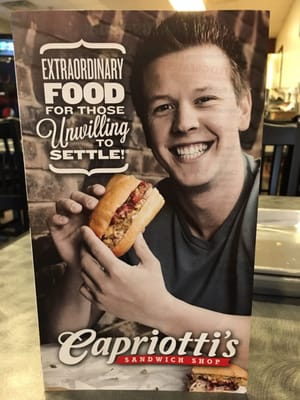 EXTRAORDINARY
FOOD
FOR THOSE
Unwilling
TO
SETTLE!
Capriotti's
SANDWICH SHOP